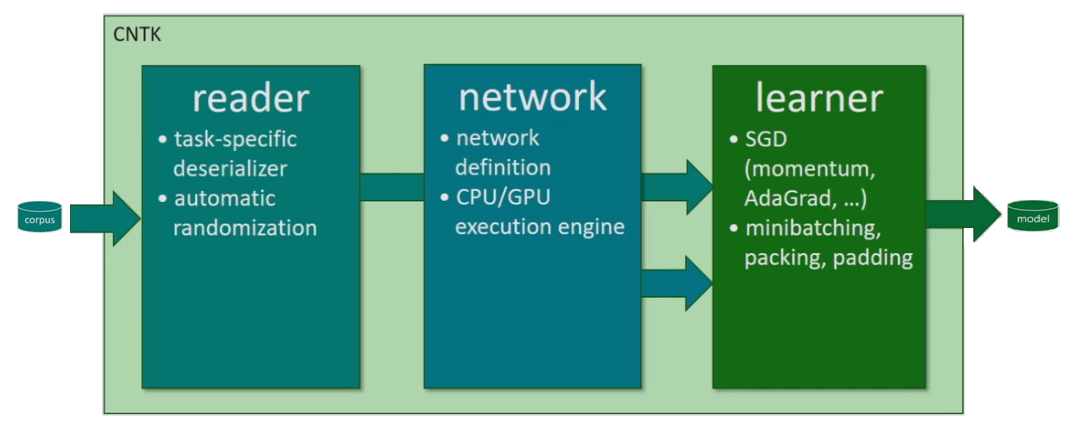 CNTK
corpus
reader
• task-specific
deserializer
• automatic
randomization
network
• network
definition
• CPU/GPU
execution engine
learner
• SGD
(momentum,
AdaGrad, …)
• minibatching,
packing, padding
model